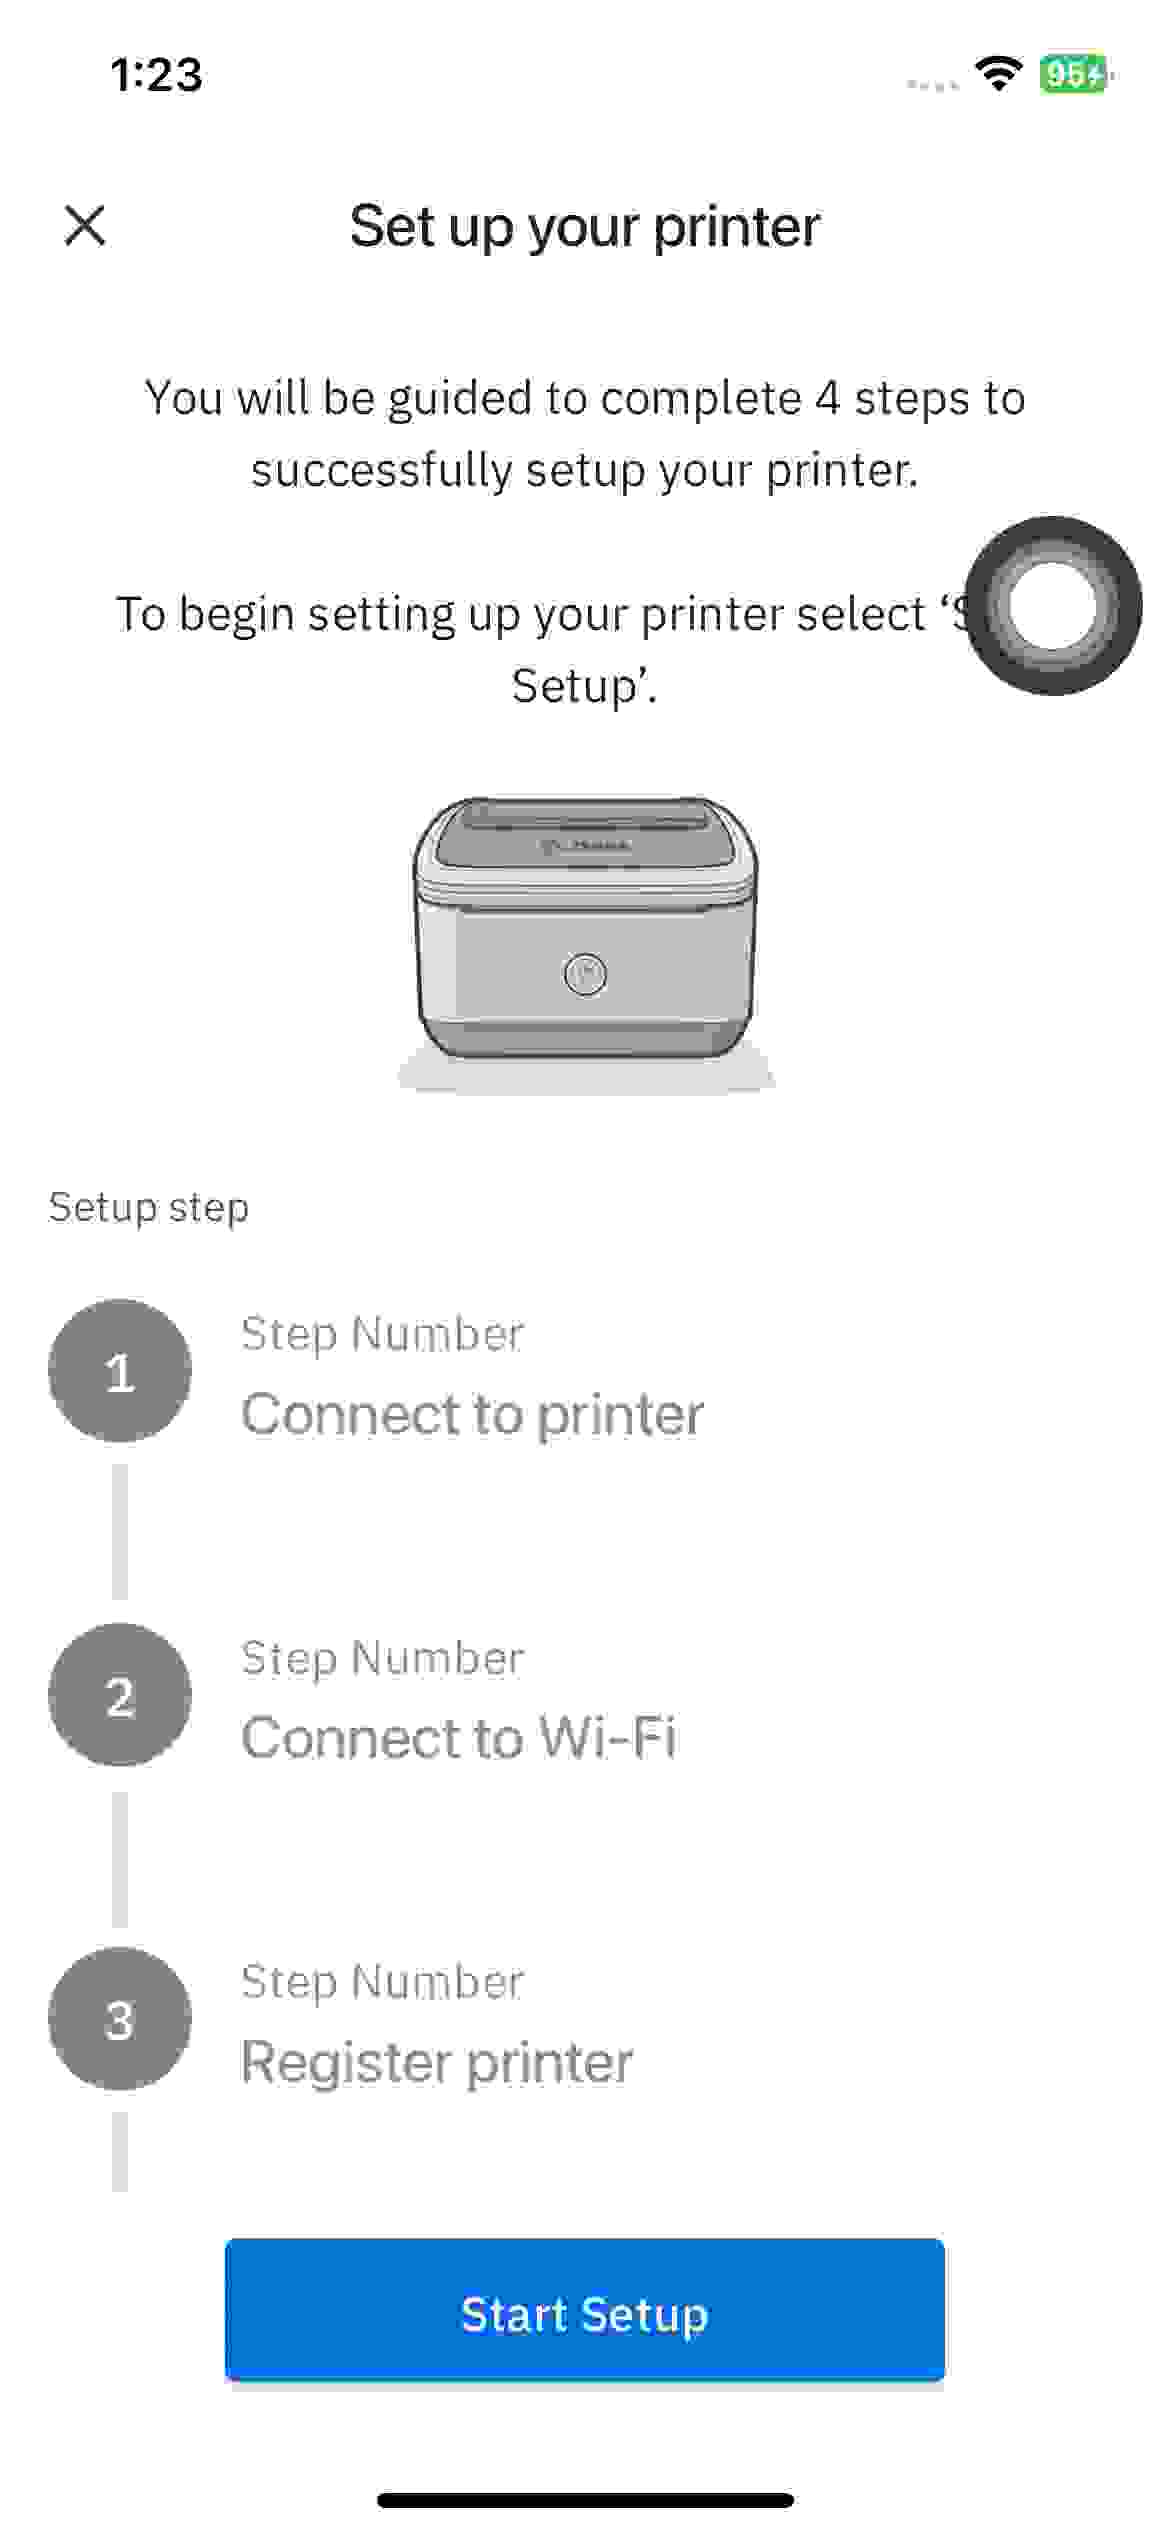 1:23
95
Set up your printer
You will be guided to complete 4 steps to
successfully setup your printer.
To begin setting up your printer select ‘S
Setup’.
Setup step
1
Step Number
Connect to printer
2
Step Number
Connect to Wi-Fi
3
Step Number
Register printer
Start Setup